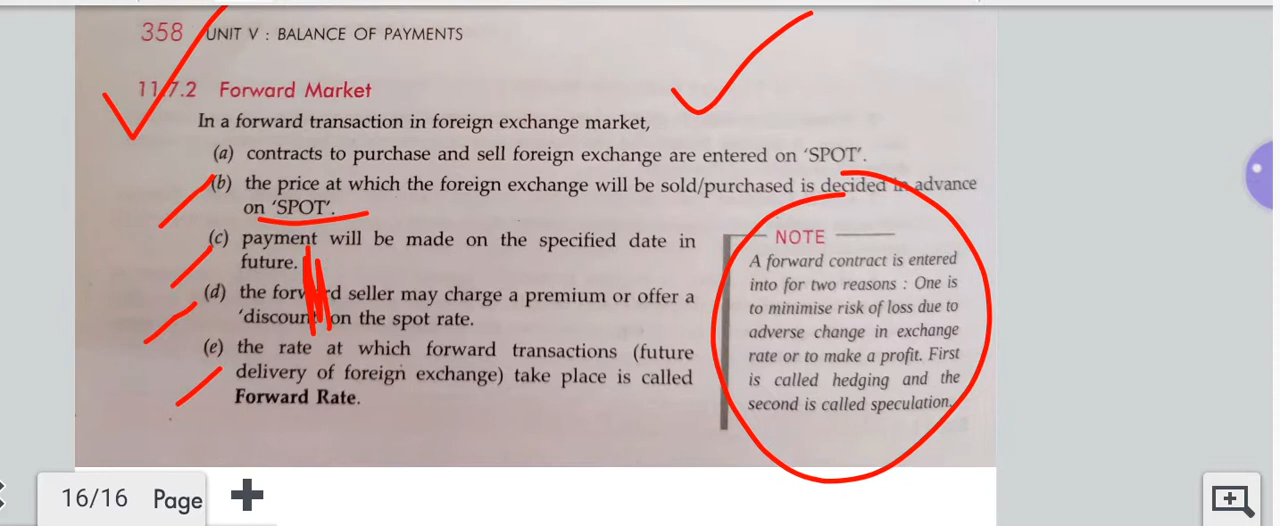 358 UNIT V : BALANCE OF PAYMENTS
11.7.2 Forward Market
In a forward transaction in foreign exchange market,
(a) contracts to purchase and sell foreign exchange are entered on ‘SPOT’.
(b) the price at which the foreign exchange will be sold/purchased is decided in advance
on ‘SPOT’.
(c) payment will be made on the specified date in
future.
(d) the forward seller may charge a premium or offer a
‘discount’ on the spot rate.
(e) the rate at which forward transactions (future
delivery of foreign exchange) take place is called
Forward Rate.
NOTE
A forward contract is entered
into for two reasons : One is
to minimise risk of loss due to
adverse change in exchange
rate or to make a profit. First
is called hedging and the
second is called speculation.
16/16 Page